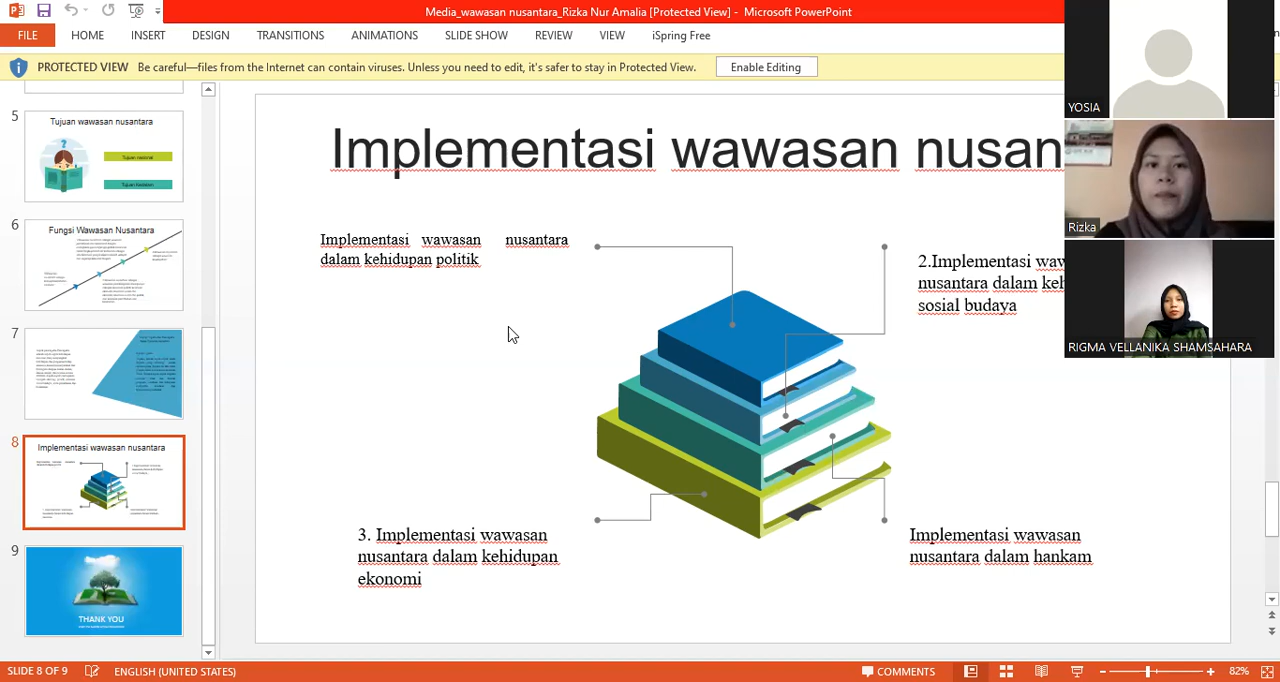 Media_wawasan nusantara_Rizka Nur Amalia [Protected View] - Microsoft PowerPoint
FILE HOME INSERT DESIGN TRANSITIONS ANIMATIONS SLIDE SHOW REVIEW VIEW iSpring Free
PROTECTED VIEW Be careful—files from the Internet can contain viruses. Unless you need to edit, it's safer to stay in Protected View. Enable Editing
5
Tujuan wawasan nusantara
6
Fungsi Wawasan Nusantara
7
8
Implementasi wawasan nusantara
9
THANK YOU
Implementasi wawasan nusan
Implementasi wawasan nusantara
dalam kehidupan politik
2.Implementasi waw
nusantara dalam keh
sosial budaya
3. Implementasi wawasan
nusantara dalam kehidupan
ekonomi
Implementasi wawasan
nusantara dalam hankam
YOSIA
Rizka
RIGMA VELLANIKA SHAMSAHARA
SLIDE 8 OF 9 ENGLISH (UNITED STATES) COMMENTS 82%